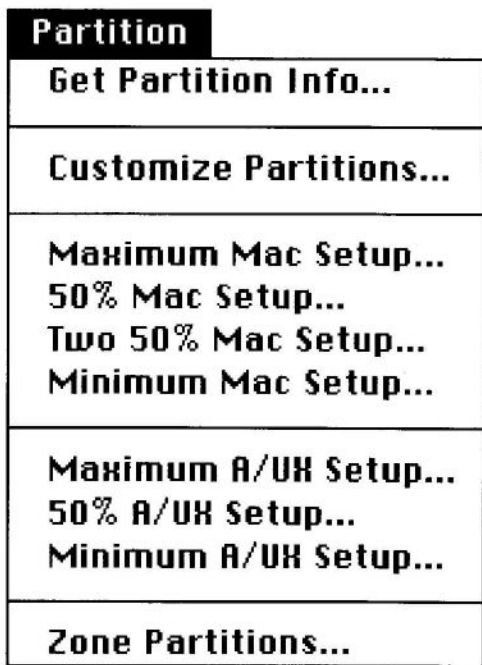 Partition
Get Partition Info...
Customize Partitions...
Maximum Mac Setup...
50% Mac Setup...
Two 50% Mac Setup...
Minimum Mac Setup...
Maximum A/UX Setup...
50% A/UX Setup...
Minimum A/UX Setup...
Zone Partitions...